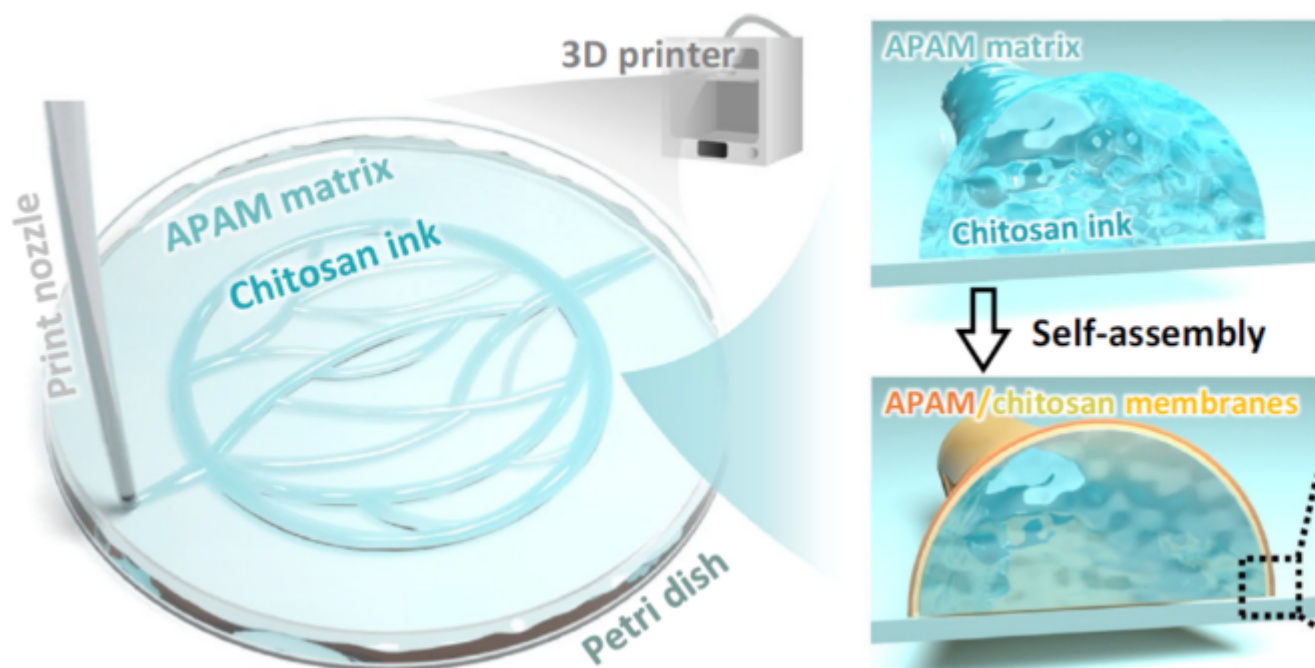 3D printer
APAM matrix
Chitosan ink
Print nozzle
Petri dish
APAM matrix
Chitosan ink
Self-assembly
APAM/chitosan membranes